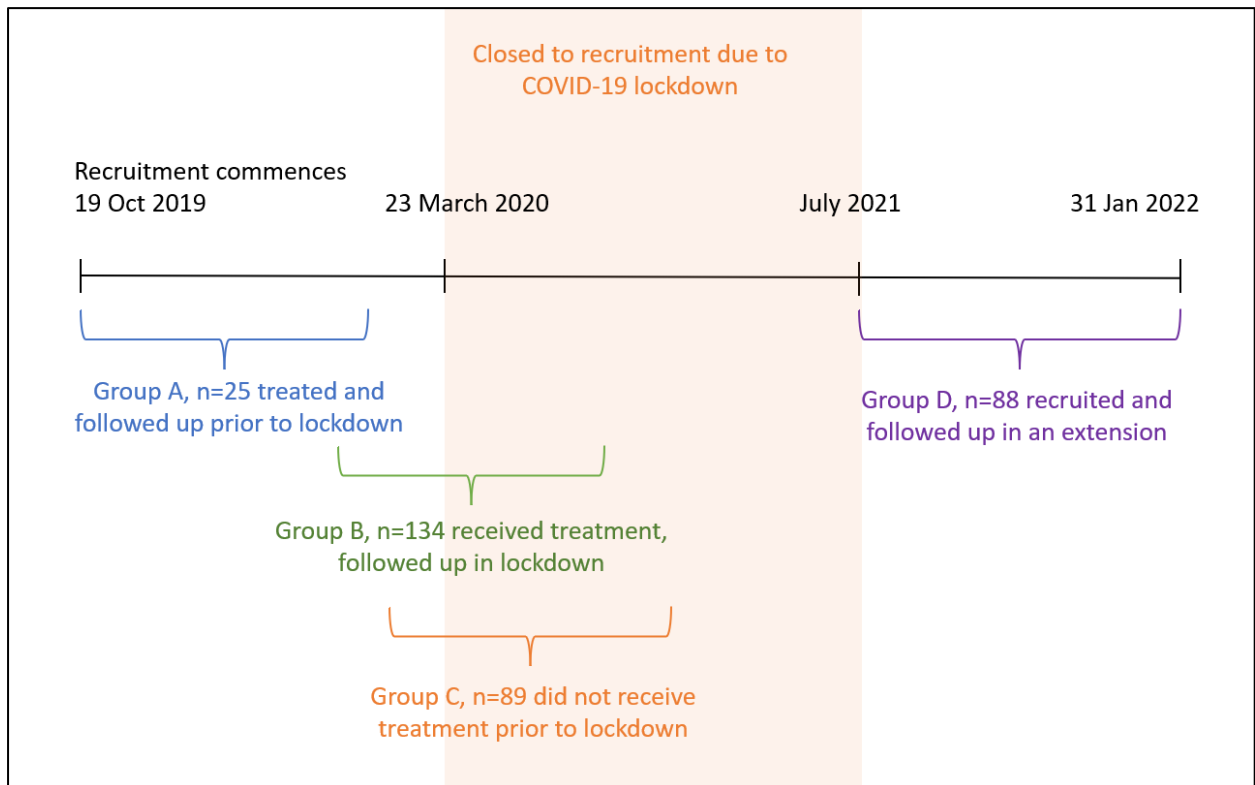 Closed to recruitment due to
COVID-19 lockdown
Recruitment commences
19 Oct 2019
23 March 2020
July 2021
31 Jan 2022
Group A, n=25 treated and
followed up prior to lockdown
Group D, n=88 recruited and
followed up in an extension
Group B, n=134 received treatment,
followed up in lockdown
Group C, n=89 did not receive
treatment prior to lockdown